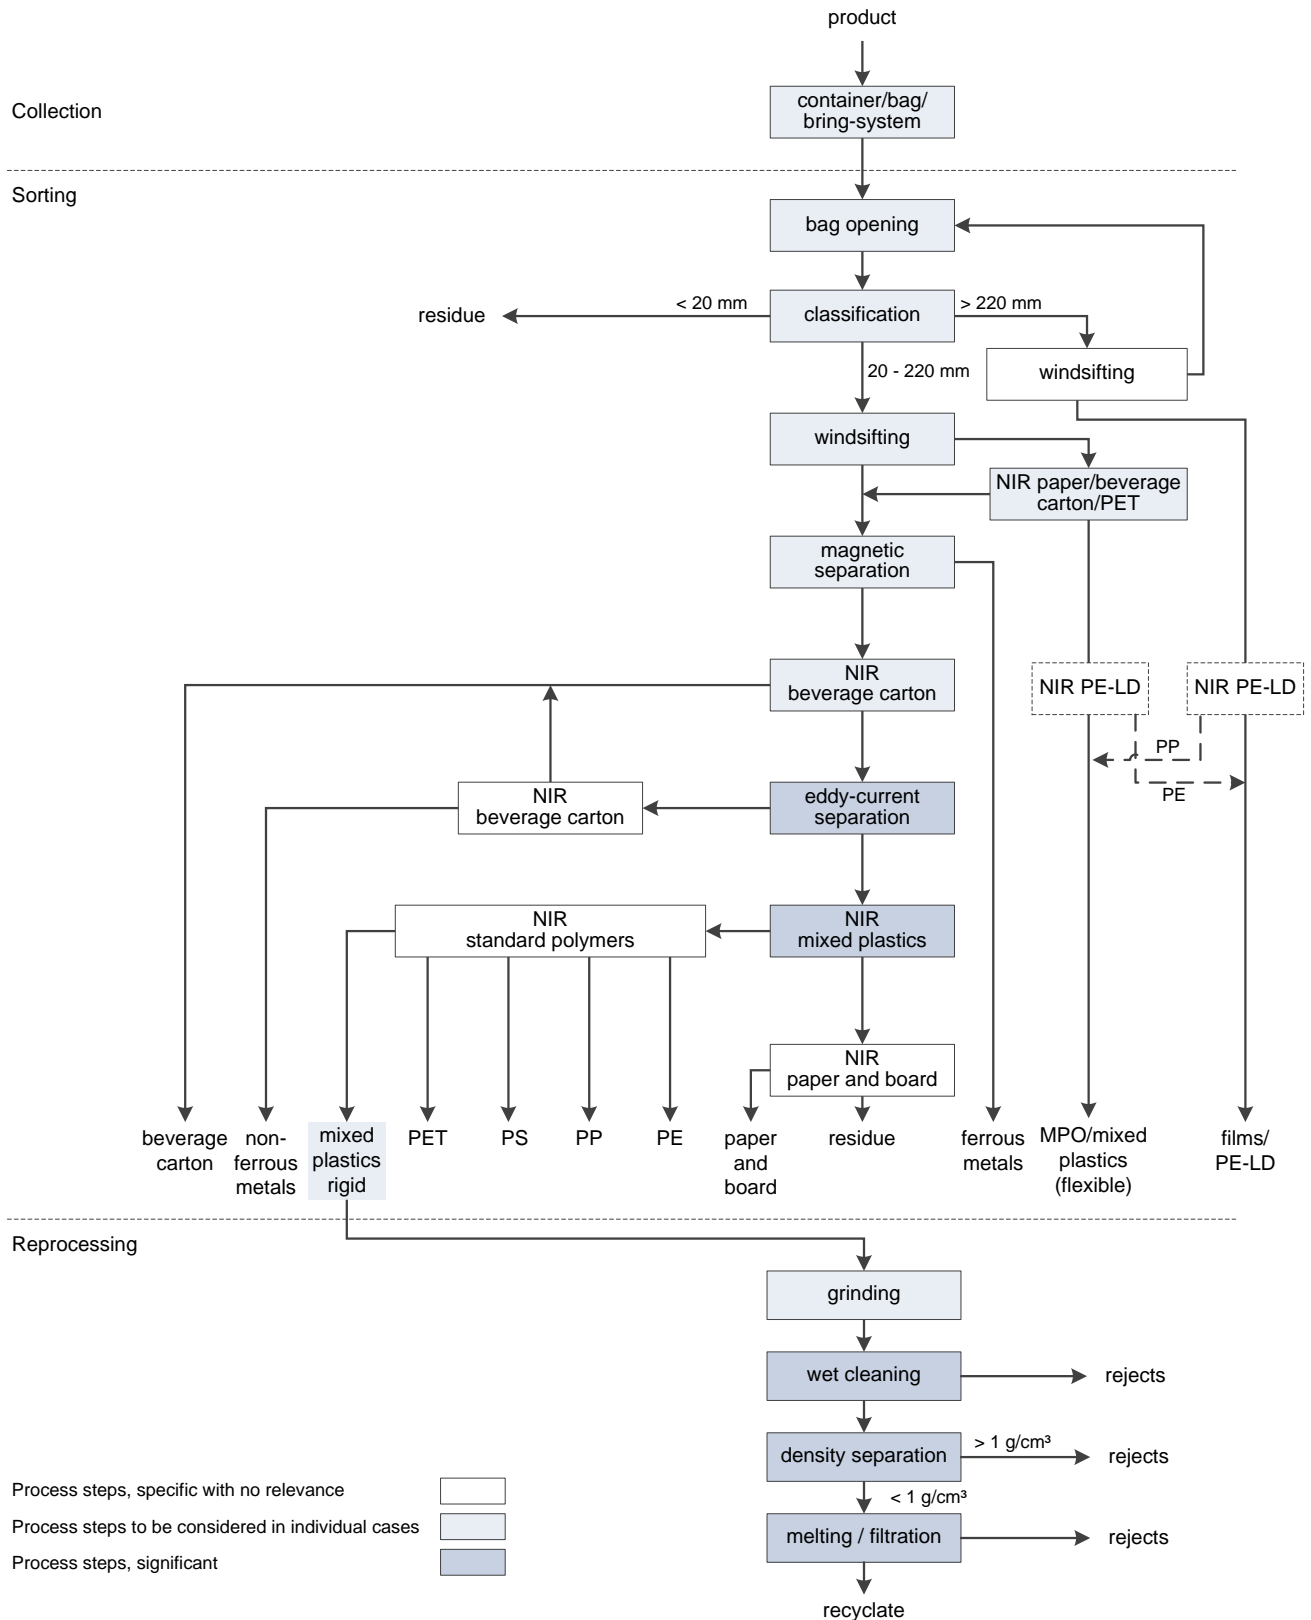 product
Collection
container/bag/
bring-system
Sorting
bag opening
residue
< 20 mm
classification
> 220 mm
20 - 220 mm
windsifting
windsifting
NIR paper/beverage
carton/PET
magnetic
separation
NIR
beverage carton
NIR PE-LD
NIR PE-LD
PP
PE
NIR
beverage carton
eddy-current
separation
NIR
standard polymers
NIR
mixed plastics
NIR
paper and board
beverage
carton
non-
ferrous
metals
mixed
plastics
rigid
PET
PS
PP
PE
paper
and
board
residue
ferrous
metals
MPO/mixed
plastics
(flexible)
films/
PE-LD
Reprocessing
grinding
wet cleaning
rejects
density separation
> 1 g/cm³
rejects
< 1 g/cm³
melting / filtration
rejects
recyclate
Process steps, specific with no relevance
Process steps to be considered in individual cases
Process steps, significant